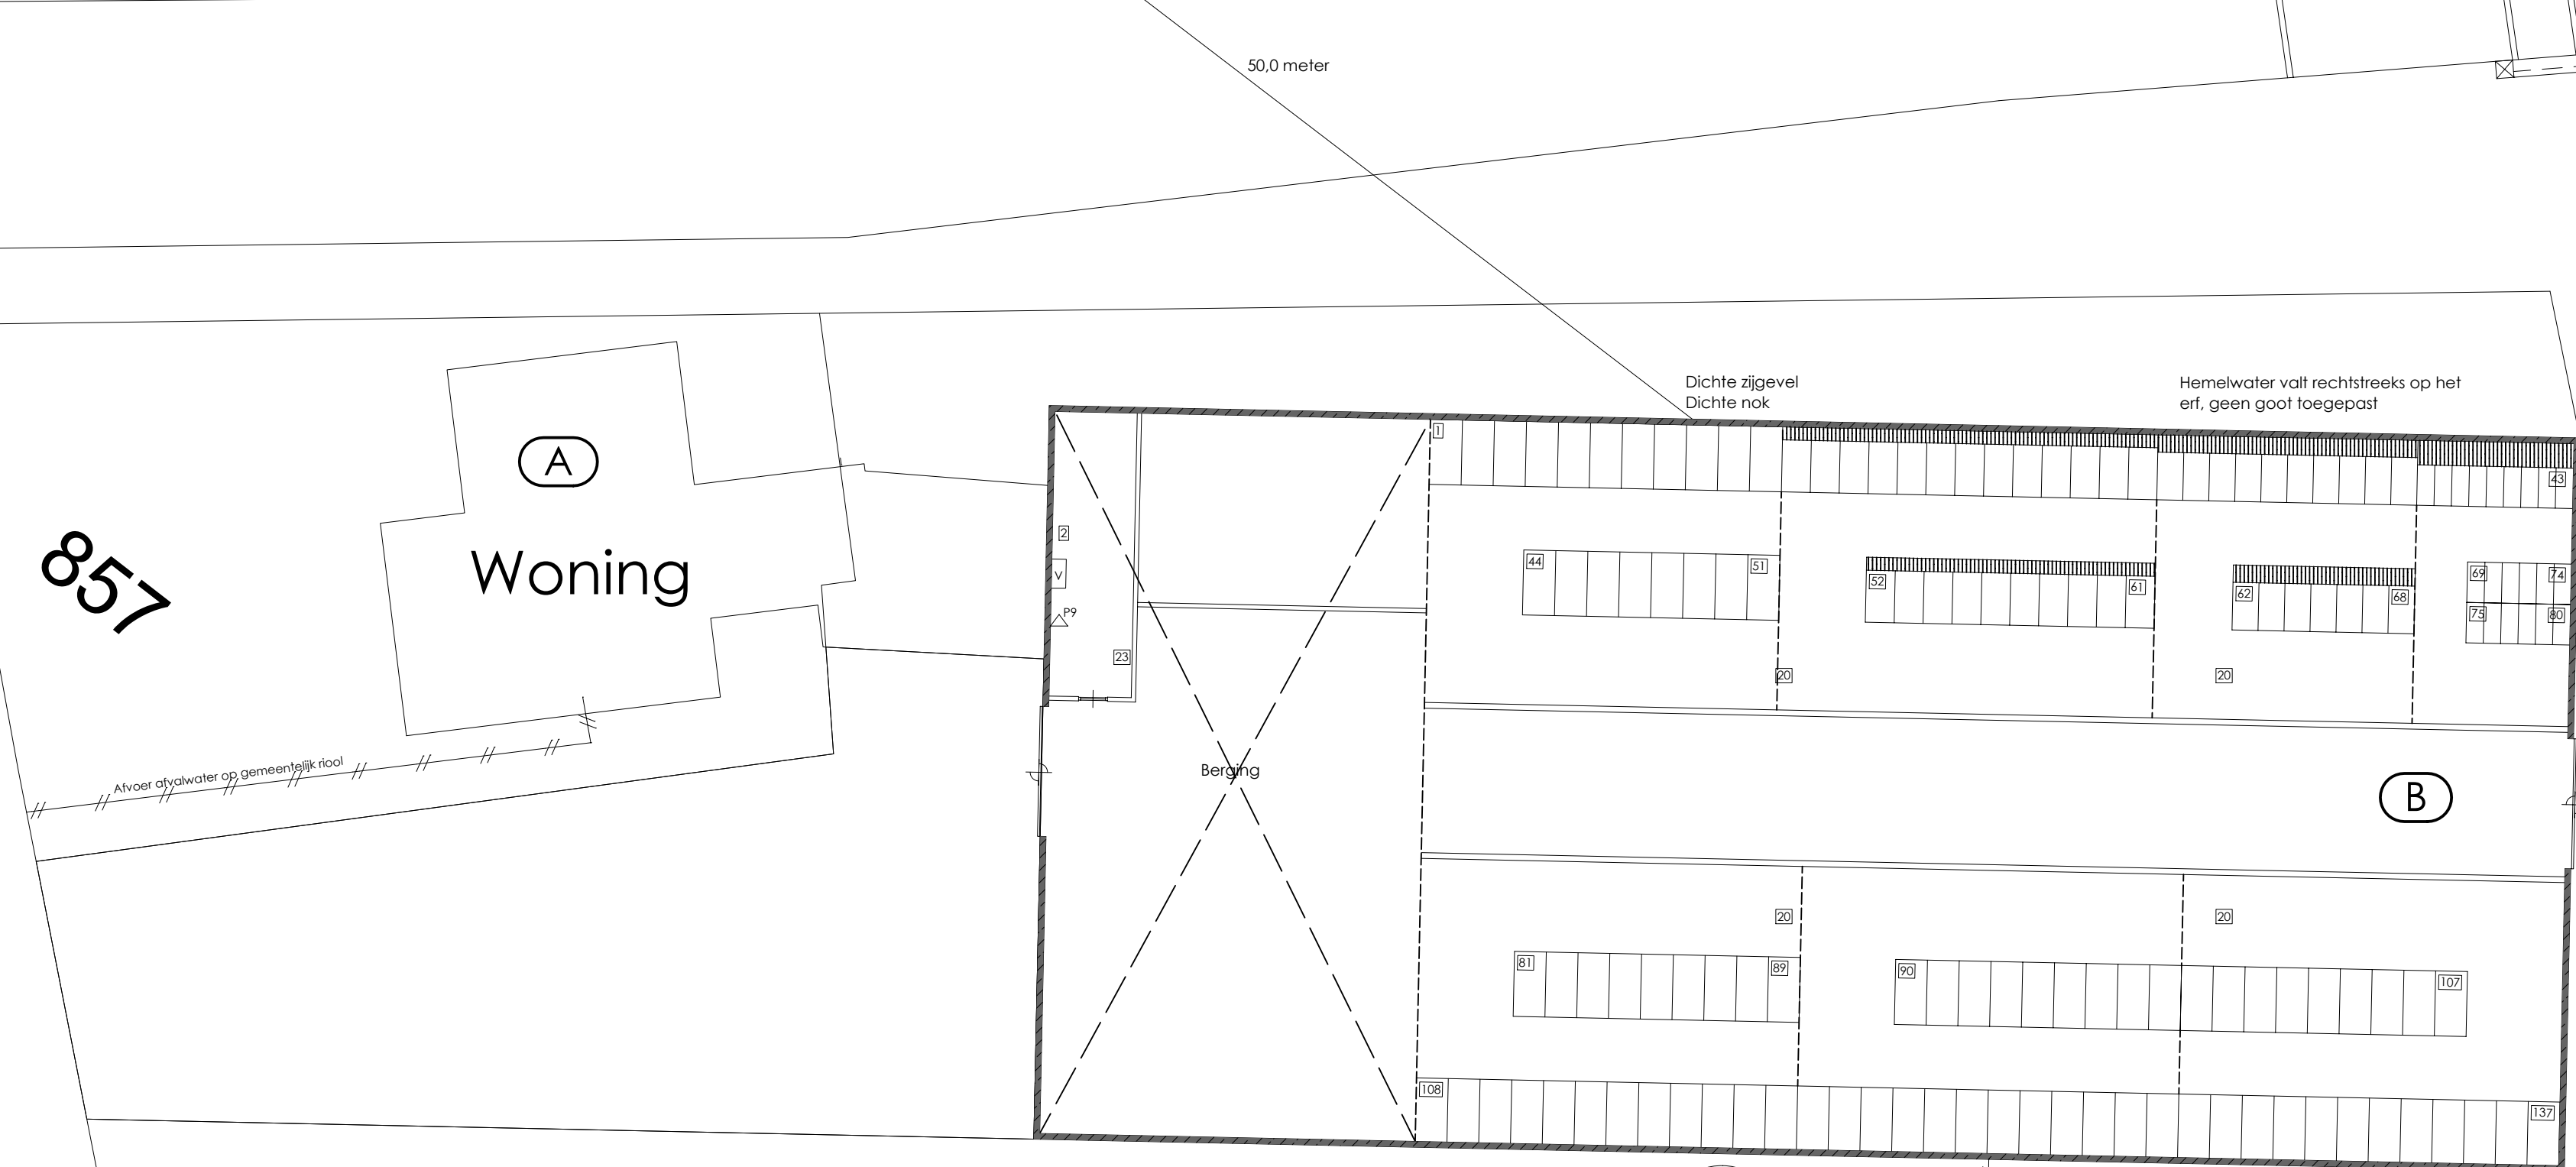 50,0 meter
Dichte zijgevel
Dichte nok
Hemelwater valt rechtstreeks op het
erf, geen goot toegepast
A
Woning
857
Afvoer afvalwater op gemeentelijk riool
2
V
P9
23
Berging
1
43
44
51
52
61
62
68
69
74
75
80
20
20
B
20
20
81
89
90
107
108
137